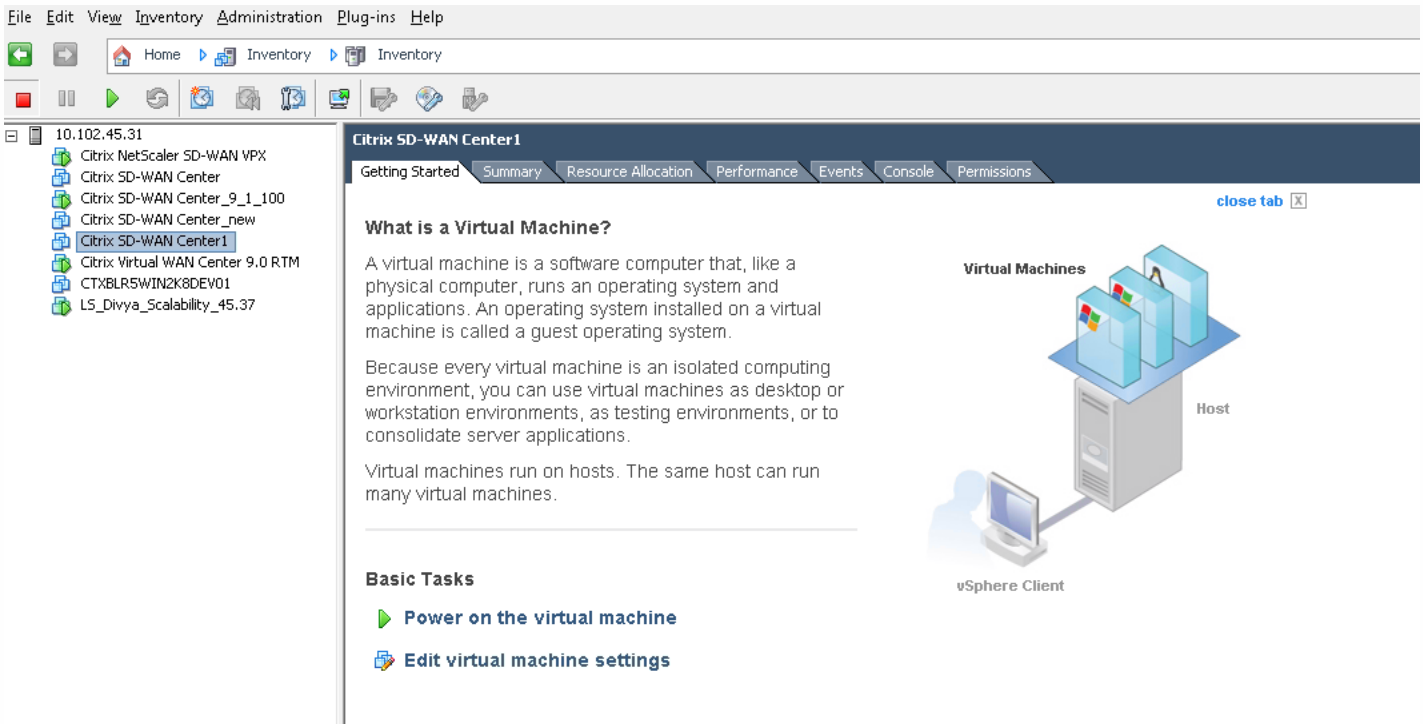 File Edit View Inventory Administration Plug-ins Help
Home Inventory Inventory
10.102.45.31
Citrix NetScaler SD-WAN VPX
Citrix SD-WAN Center
Citrix SD-WAN Center_9_1_100
Citrix SD-WAN Center_new
Citrix SD-WAN Center1
Citrix Virtual WAN Center 9.0 RTM
CTXBLR5WIN2K8DEV01
LS_Divya_Scalability_45.37
Citrix SD-WAN Center1
Getting Started Summary Resource Allocation Performance Events Console Permissions
close tab X
What is a Virtual Machine?
A virtual machine is a software computer that, like a
physical computer, runs an operating system and
applications. An operating system installed on a virtual
machine is called a guest operating system.
Because every virtual machine is an isolated computing
environment, you can use virtual machines as desktop or
workstation environments, as testing environments, or to
consolidate server applications.
Virtual machines run on hosts. The same host can run
many virtual machines.
Basic Tasks
Power on the virtual machine
Edit virtual machine settings
Virtual Machines
Host
vSphere Client